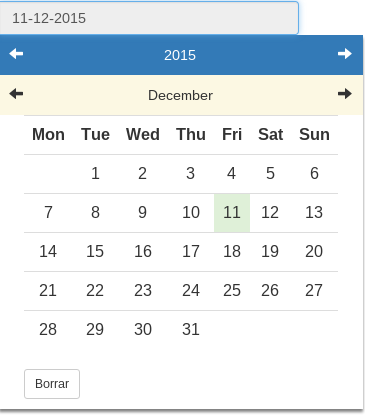 11-12-2015
2015
December
Mon Tue Wed Thu Fri Sat Sun
1 2 3 4 5 6
7 8 9 10 11 12 13
14 15 16 17 18 19 20
21 22 23 24 25 26 27
28 29 30 31
Borrar